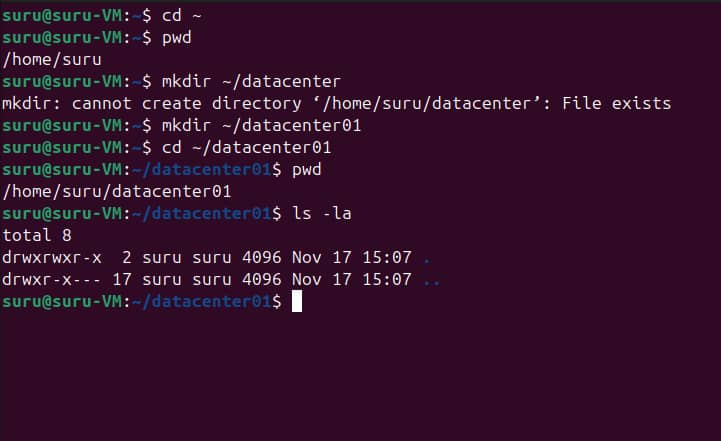 suru@suru-VM:~$ cd ~
suru@suru-VM:~$ pwd
/home/suru
suru@suru-VM:~$ mkdir ~/datacenter
mkdir: cannot create directory ‘/home/suru/datacenter’: File exists
suru@suru-VM:~$ mkdir ~/datacenter01
suru@suru-VM:~$ cd ~/datacenter01
suru@suru-VM:~/datacenter01$ pwd
/home/suru/datacenter01
suru@suru-VM:~/datacenter01$ ls -la
total 8
drwxrwxr-x  2 suru suru 4096 Nov 17 15:07 .
drwxr-x--- 17 suru suru 4096 Nov 17 15:07 ..
suru@suru-VM:~/datacenter01$